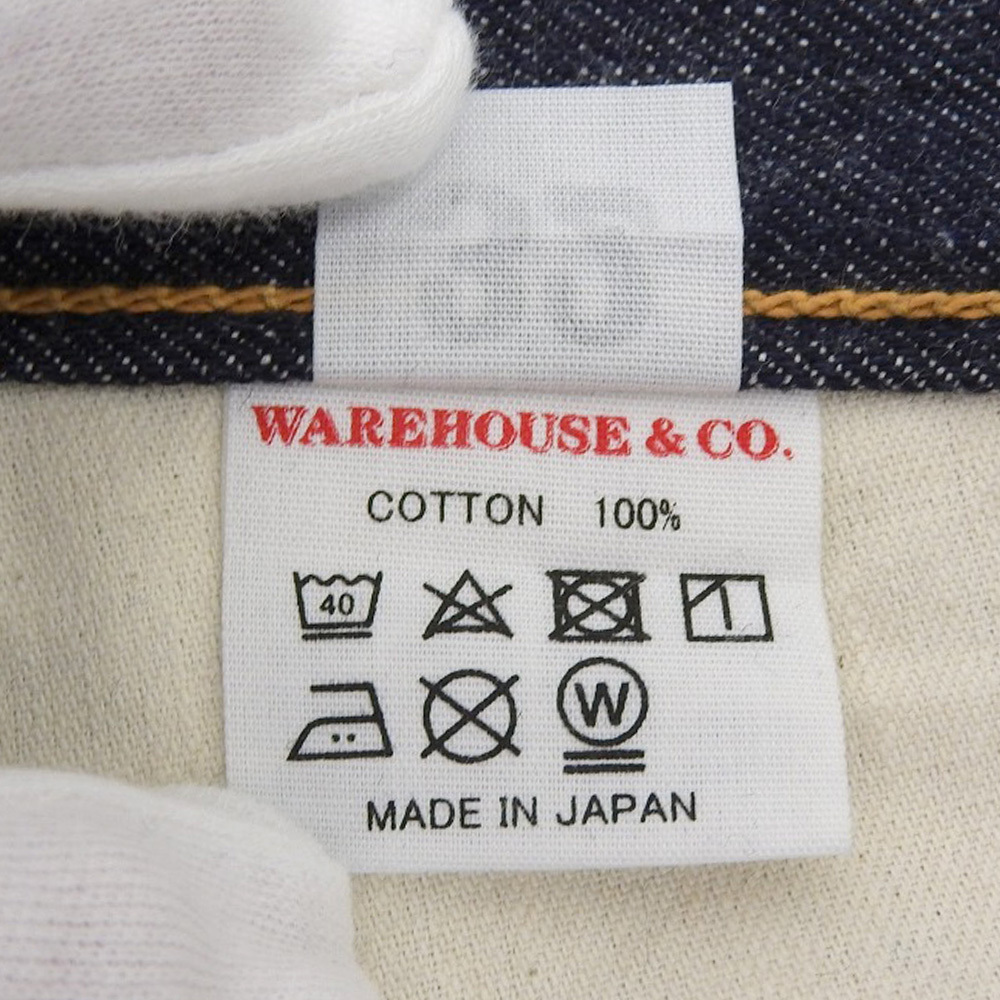 WAREHOUSE & CO.
COTTON 100%
40
W
MADE IN JAPAN